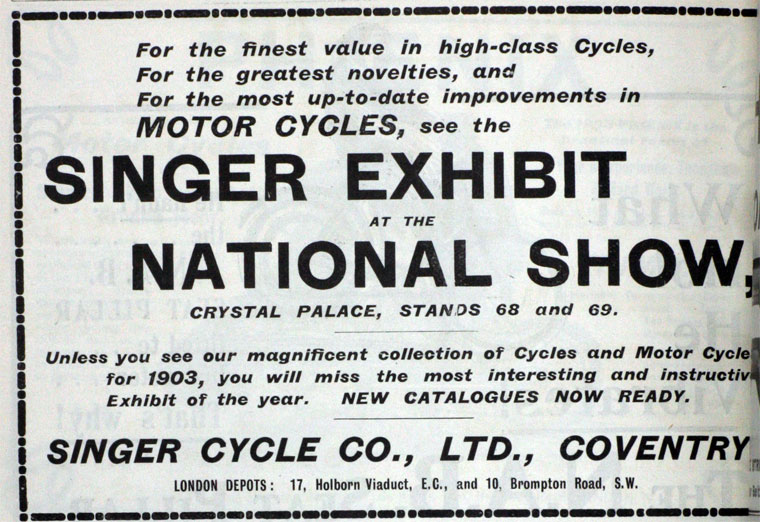 For the finest value in high-class Cycles,
For the greatest novelties, and
For the most up-to-date improvements in
MOTOR CYCLES, see the
SINGER EXHIBIT
AT THE
NATIONAL SHOW,
CRYSTAL PALACE, STANDS 68 and 69.
Unless you see our magnificent collection of Cycles and Motor Cycle
for 1903, you will miss the most interesting and instructiv
Exhibit of the year. NEW CATALOGUES NOW READY.
SINGER CYCLE CO., LTD., COVENTRY
LONDON DEPOTS: 17, Holborn Viaduct, E.C., and 10, Brompton Road, S.W.